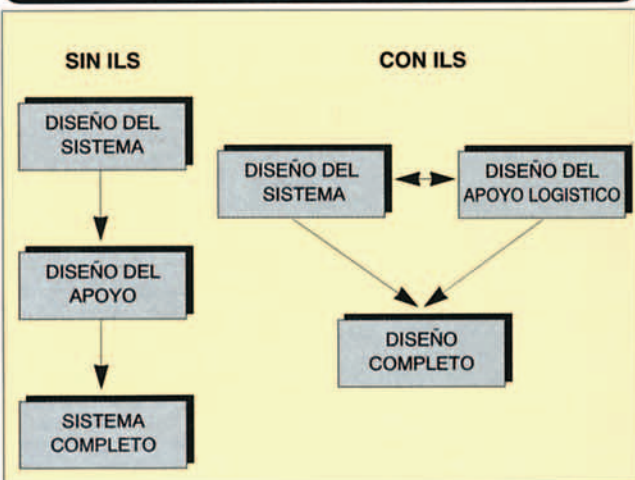 SIN ILS
DISEÑO DEL
SISTEMA
DISEÑO DEL
APOYO
SISTEMA
COMPLETO
CON ILS
DISEÑO DEL
SISTEMA
DISEÑO DEL
APOYO LOGISTICO
DISEÑO
COMPLETO